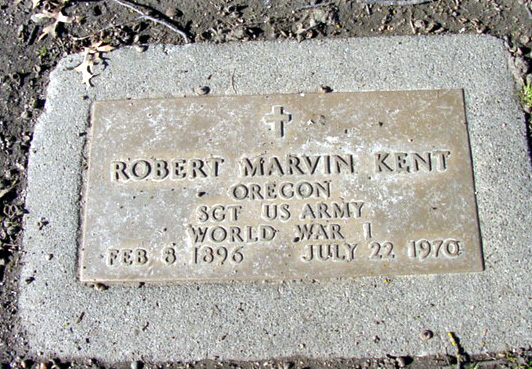 ROBERT MARVIN KENT
OREGON
SGT US ARMY
WORLD WAR I
FEB 8 1896 JULY 22 1970